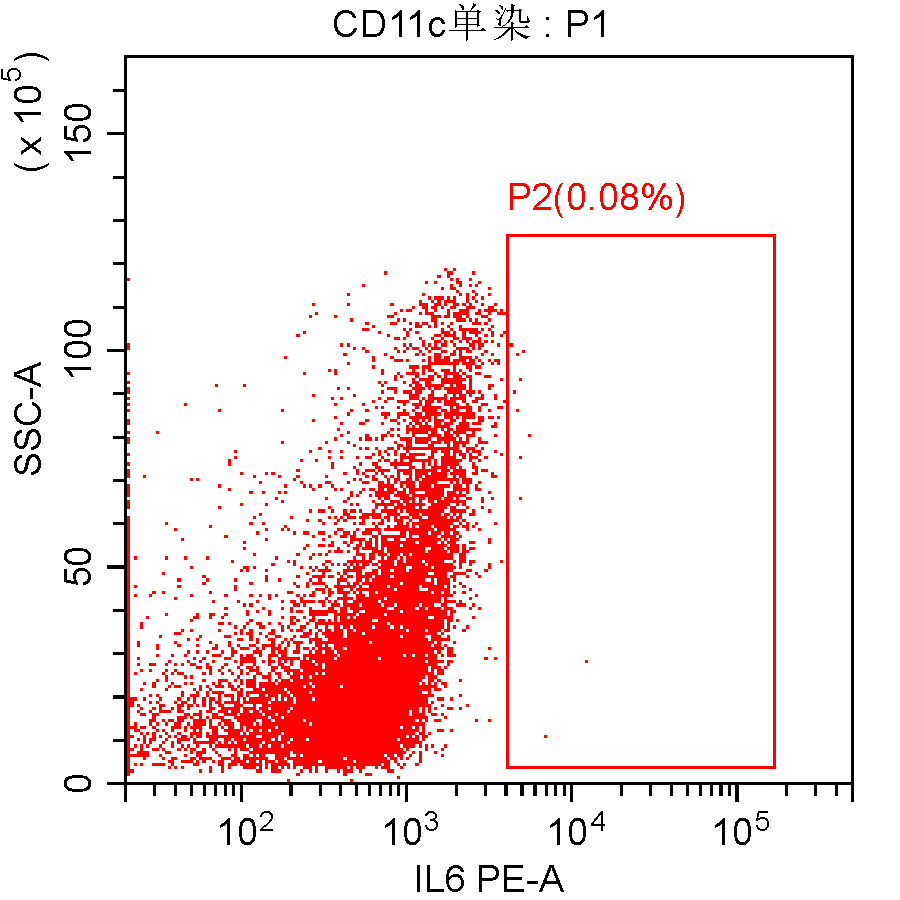 CD11c单染 : P1
(x 10^5)
SSC-A
150
100
50
0
P2(0.08%)
10^2 10^3 10^4 10^5
IL6 PE-A